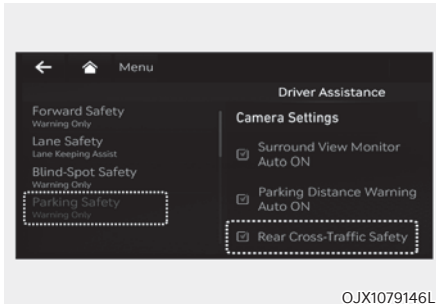 Menu
Driver Assistance
Forward Safety
Warning Only
Lane Safety
Lane Keeping Assist
Blind-Spot Safety
Warning Only
Parking Safety
Warning Only
Camera Settings
Surround View Monitor
Auto ON
Parking Distance Warning
Auto ON
Rear Cross-Traffic Safety
OJX1079146L